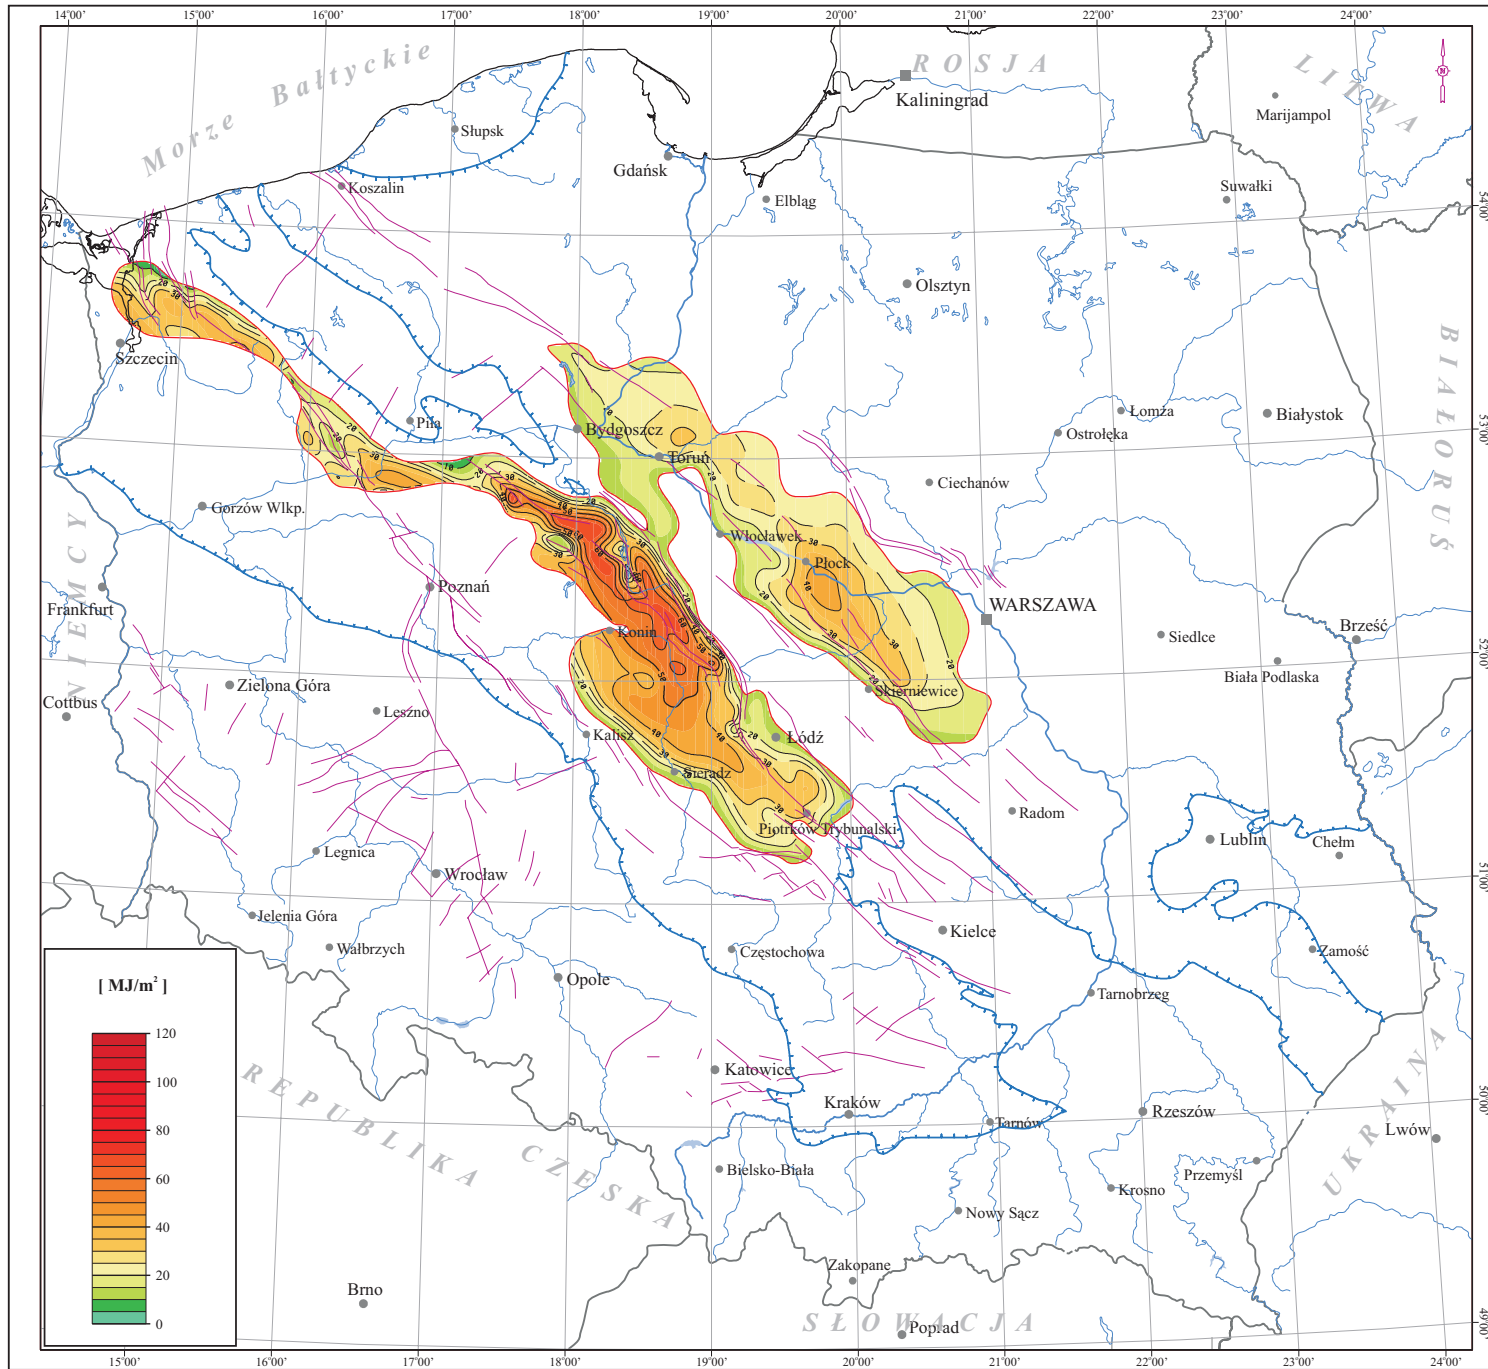 14°00' 15°00' 16°00' 17°00' 18°00' 19°00' 20°00' 21°00' 22°00' 23°00' 24°00'
Morze Bałtyckie
ROSJA
LITWA
N
Kaliningrad
Marijampol
Słupsk
Gdańsk
Koszalin
Elbląg
Suwałki
54°00'
Olsztyn
Szczecin
BIAŁORUŚ
Piła
Bydgoszcz
Toruń
Łomża
Białystok
Ostrołęka
53°00'
Ciechanów
Gorzów Wlkp.
NIEMCY
Włocławek
Płock
Frankfurt
Poznań
WARSZAWA
Konin
Siedlce
Brześć
52°00'
Biała Podlaska
Zielona Góra
Skierniewice
Cottbus
Leszno
Kalisz
Łódź
Sieradz
Radom
Piotrków Trybunalski
Lublin
Chełm
Legnica
Wrocław
51°00'
Jelenia Góra
Kielce
Wałbrzych
Częstochowa
Zamość
Opole
Tarnobrzeg
[ MJ/m² ]
120
100
80
60
40
20
0
REPUBLIKA CZESKA
Katowice
Kraków
Tarnów
Rzeszów
50°00'
Lwów
UKRAINA
Bielsko-Biała
Przemyśl
Krosno
Nowy Sącz
Zakopane
Brno
SŁOWACJA
Poprad
49°00'
15°00' 16°00' 17°00' 18°00' 19°00' 20°00' 21°00' 22°00' 23°00' 24°00'